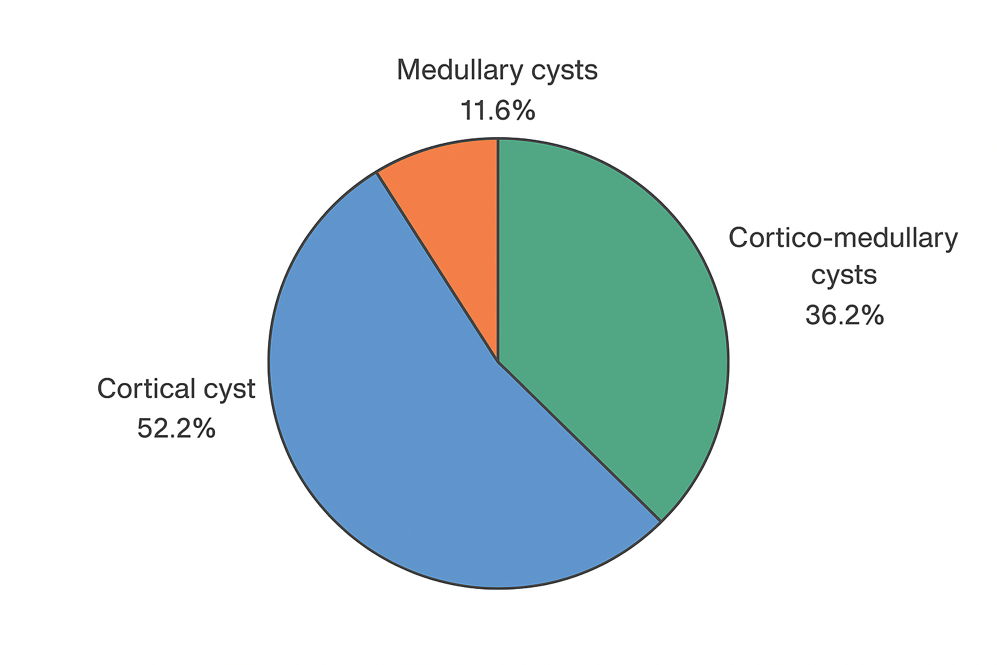 Medullary cysts
11.6%
Cortico-medullary
cysts
36.2%
Cortical cyst
52.2%